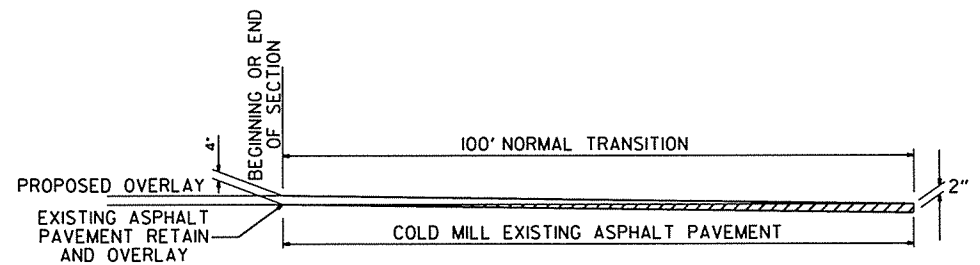 BEGINNING OR END
OF SECTION
4"
100' NORMAL TRANSITION
PROPOSED OVERLAY
2"
EXISTING ASPHALT
PAVEMENT RETAIN
AND OVERLAY
COLD MILL EXISTING ASPHALT PAVEMENT